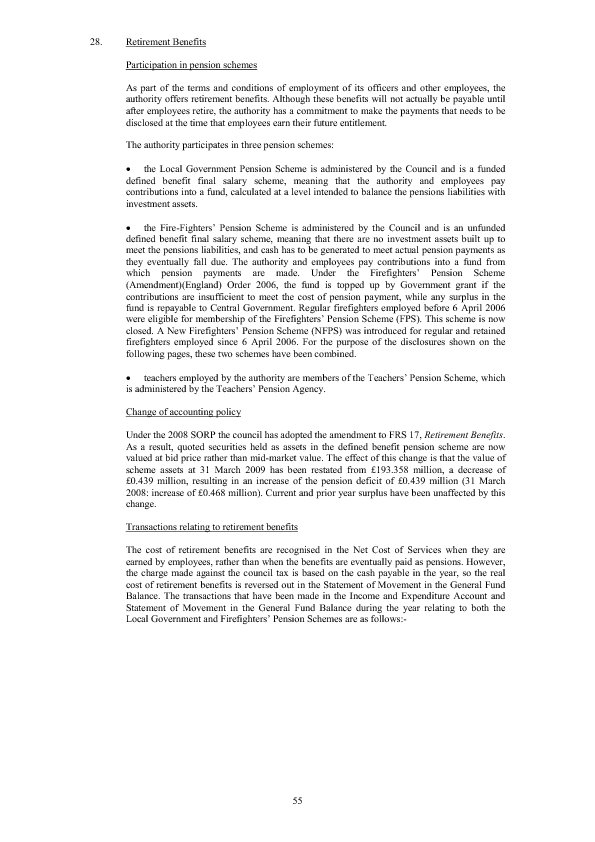 28. Retirement Benefits
Participation in pension schemes
As part of the terms and conditions of employment of its officers and other employees, the
authority offers retirement benefits. Although these benefits will not actually be payable until
after employees retire, the authority has a commitment to make the payments that needs to be
disclosed at the time that employees earn their future entitlement.
The authority participates in three pension schemes:
• the Local Government Pension Scheme is administered by the Council and is a funded
defined benefit final salary scheme, meaning that the authority and employees pay
contributions into a fund, calculated at a level intended to balance the pensions liabilities with
investment assets.
• the Fire-Fighters’ Pension Scheme is administered by the Council and is an unfunded
defined benefit final salary scheme, meaning that there are no investment assets built up to
meet the pensions liabilities, and cash has to be generated to meet actual pension payments as
they eventually fall due. The authority and employees pay contributions into a fund from
which pension payments are made. Under the Firefighters’ Pension Scheme
(Amendment)(England) Order 2006, the fund is topped up by Government grant if the
contributions are insufficient to meet the cost of pension payment, while any surplus in the
fund is repayable to Central Government. Regular firefighters employed before 6 April 2006
were eligible for membership of the Firefighters’ Pension Scheme (FPS). This scheme is now
closed. A New Firefighters’ Pension Scheme (NFPS) was introduced for regular and retained
firefighters employed since 6 April 2006. For the purpose of the disclosures shown on the
following pages, these two schemes have been combined.
• teachers employed by the authority are members of the Teachers’ Pension Scheme, which
is administered by the Teachers’ Pension Agency.
Change of accounting policy
Under the 2008 SORP the council has adopted the amendment to FRS 17, Retirement Benefits.
As a result, quoted securities held as assets in the defined benefit pension scheme are now
valued at bid price rather than mid-market value. The effect of this change is that the value of
scheme assets at 31 March 2009 has been restated from £193.358 million, a decrease of
£0.439 million, resulting in an increase of the pension deficit of £0.439 million (31 March
2008: increase of £0.468 million). Current and prior year surplus have been unaffected by this
change.
Transactions relating to retirement benefits
The cost of retirement benefits are recognised in the Net Cost of Services when they are
earned by employees, rather than when the benefits are eventually paid as pensions. However,
the charge made against the council tax is based on the cash payable in the year, so the real
cost of retirement benefits is reversed out in the Statement of Movement in the General Fund
Balance. The transactions that have been made in the Income and Expenditure Account and
Statement of Movement in the General Fund Balance during the year relating to both the
Local Government and Firefighters’ Pension Schemes are as follows:-
55